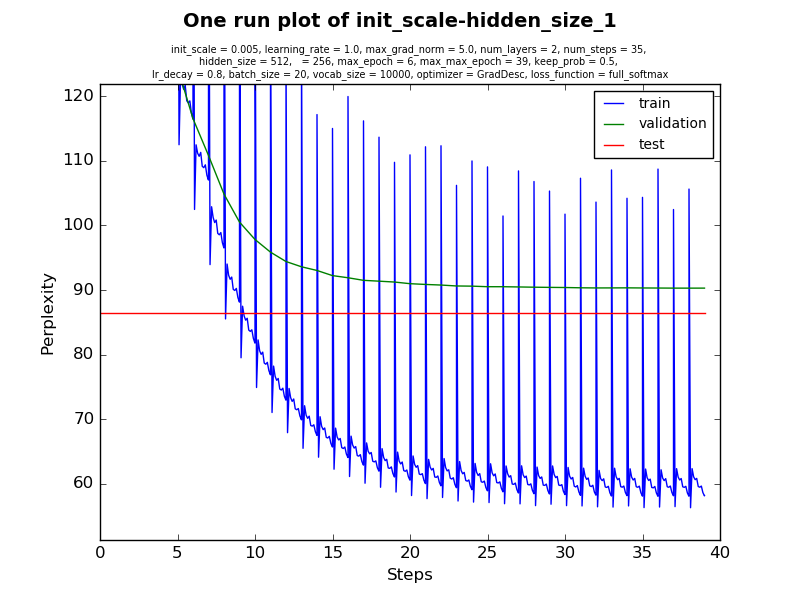 One run plot of init_scale-hidden_size_1
init_scale = 0.005, learning_rate = 1.0, max_grad_norm = 5.0, num_layers = 2, num_steps = 35,
hidden_size = 512,   = 256, max_epoch = 6, max_max_epoch = 39, keep_prob = 0.5,
lr_decay = 0.8, batch_size = 20, vocab_size = 10000, optimizer = GradDesc, loss_function = full_softmax
train
validation
test
120
110
100
90
80
70
60
Perplexity
0 5 10 15 20 25 30 35 40
Steps